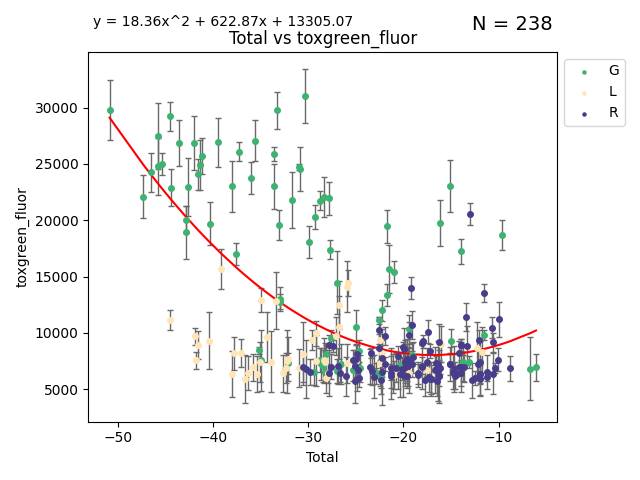 y = 18.36x^2 + 622.87x + 13305.07
N = 238
Total vs toxgreen_fluor
G
L
R
30000
25000
20000
15000
10000
5000
toxgreen_fluor
−50 −40 −30 −20 −10
Total